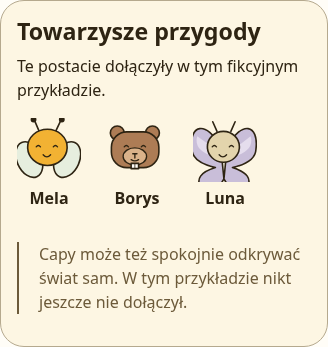 Towarzysze przygody
Te postacie dołączyły w tym fikcyjnym
przykładzie.
Mela Borys Luna
Capy może też spokojnie odkrywać
świat sam. W tym przykładzie nikt
jeszcze nie dołączył.